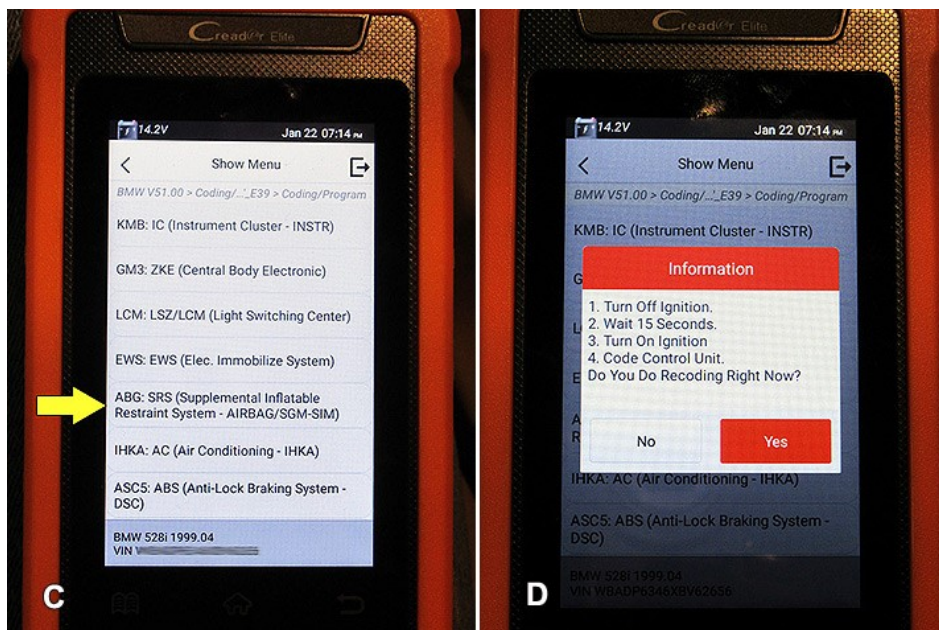 Creader Elite
14.2V Jan 22 07:14 PM
Show Menu
BMW V51.00 > Coding/...'_E39 > Coding/Program
KMB: IC (Instrument Cluster - INSTR)
GM3: ZKE (Central Body Electronic)
LCM: LSZ/LCM (Light Switching Center)
EWS: EWS (Elec. Immobilize System)
ABG: SRS (Supplemental Inflatable
Restraint System - AIRBAG/SGM-SIM)
IHKA: AC (Air Conditioning - IHKA)
ASC5: ABS (Anti-Lock Braking System -
DSC)
BMW 528i 1999.04
VIN
C
Creader Elite
14.2V Jan 22 07:14 PM
Show Menu
BMW V51.00 > Coding/...'_E39 > Coding/Program
KMB: IC (Instrument Cluster - INSTR)
Information
1. Turn Off Ignition.
2. Wait 15 Seconds.
3. Turn On Ignition
4. Code Control Unit.
Do You Do Recoding Right Now?
No Yes
IHKA: AC (Air Conditioning - IHKA)
ASC5: ABS (Anti-Lock Braking System -
DSC)
BMW 528i 1999.04
VIN WBADP6346XBV62656
D